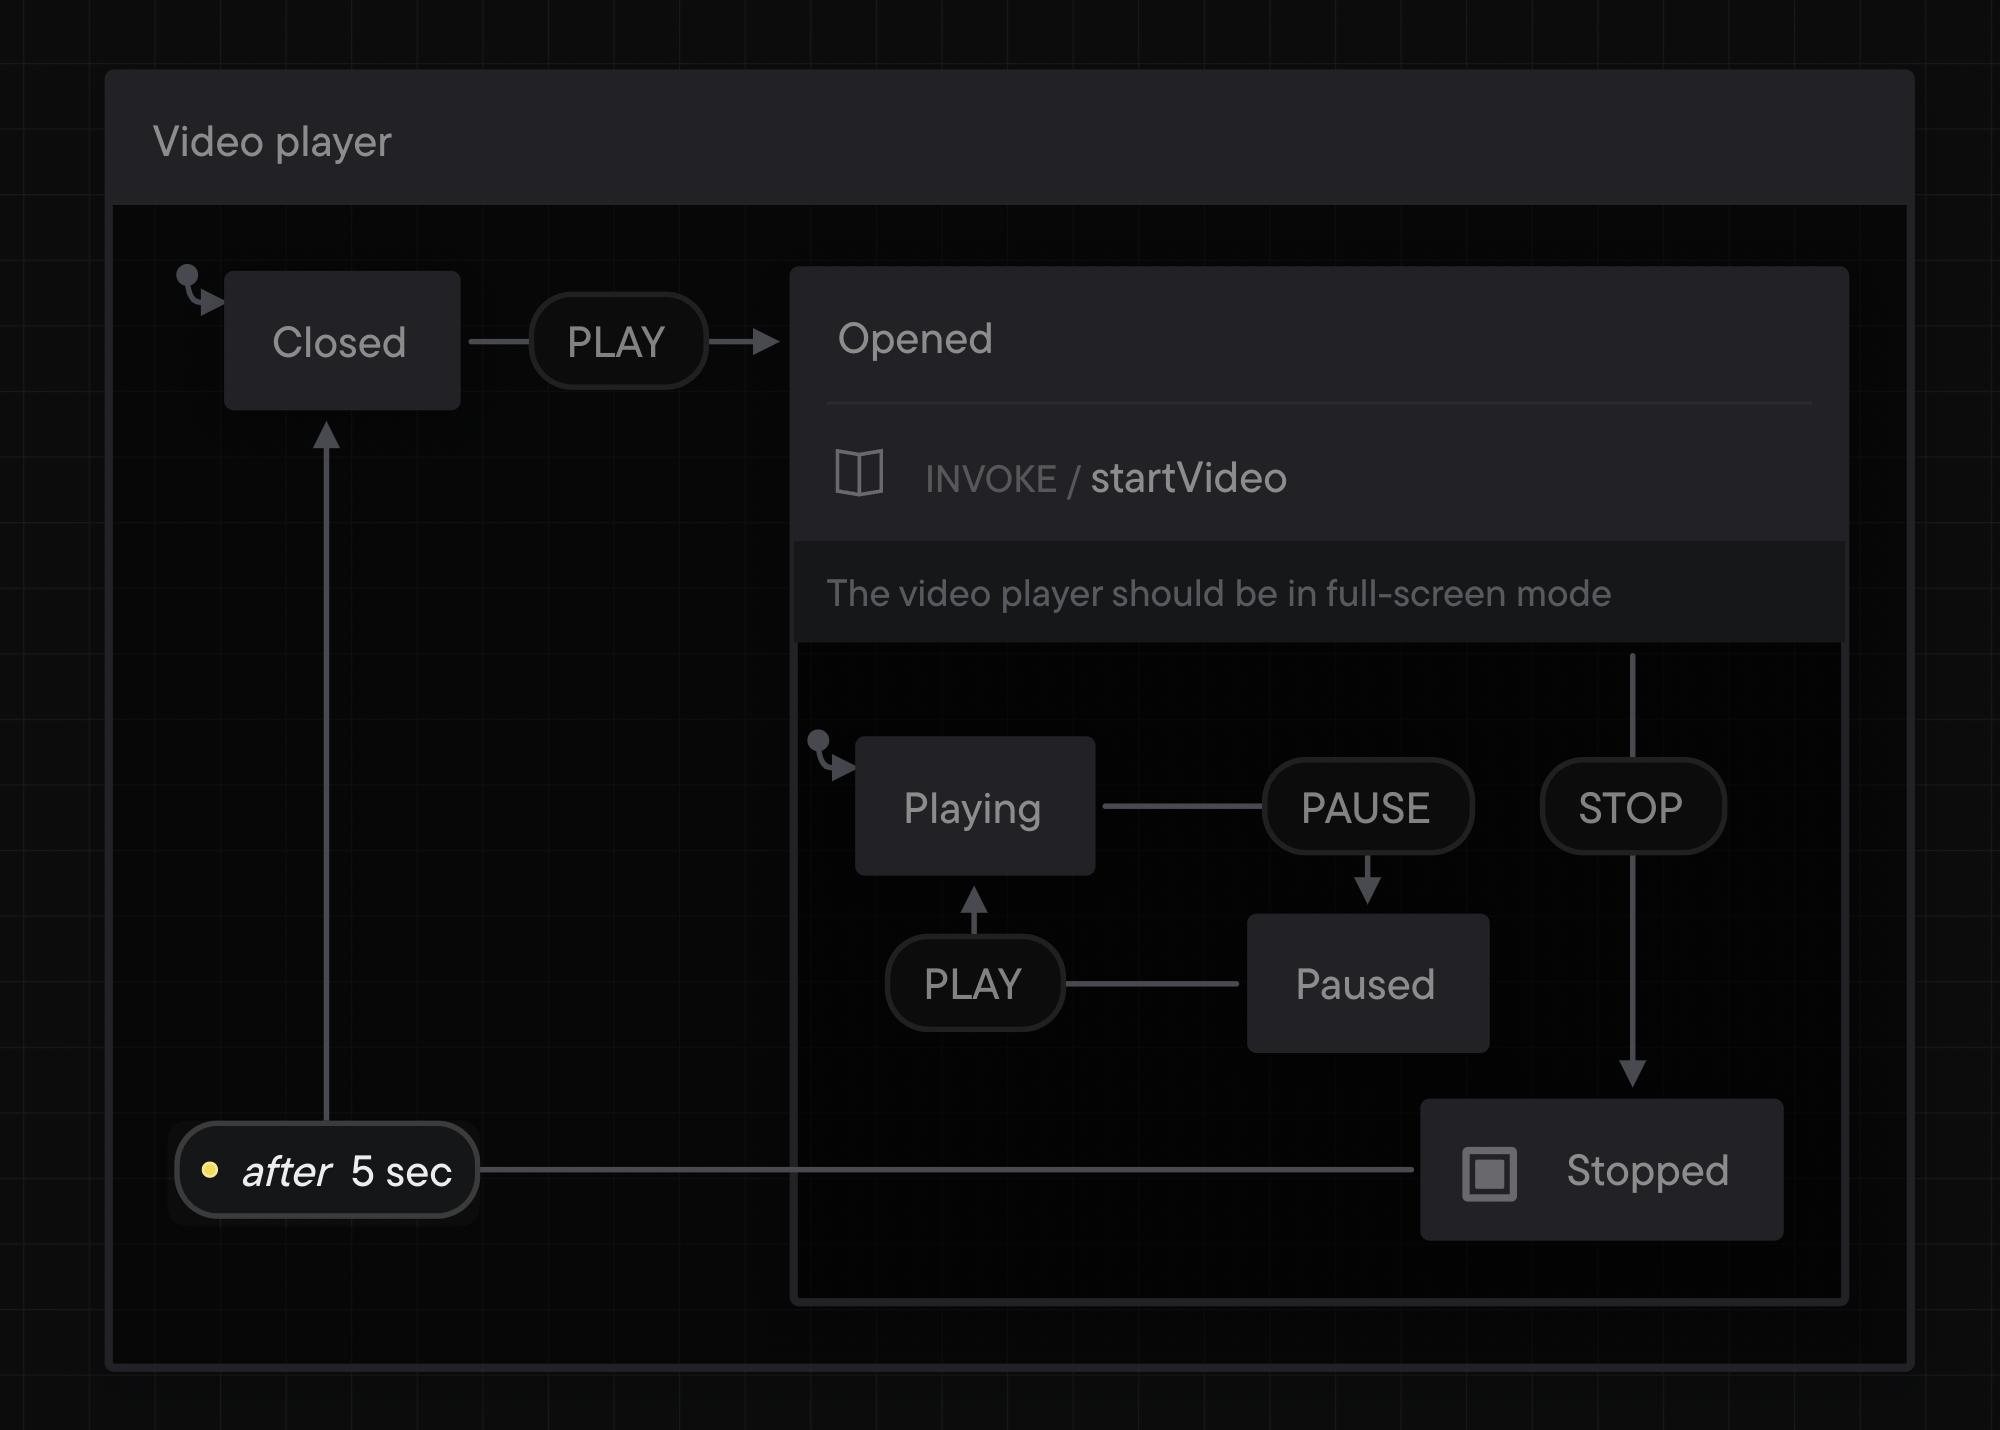 Video player
Closed
PLAY
Opened
INVOKE / startVideo
The video player should be in full-screen mode
Playing
PAUSE
STOP
PLAY
Paused
after 5 sec
Stopped